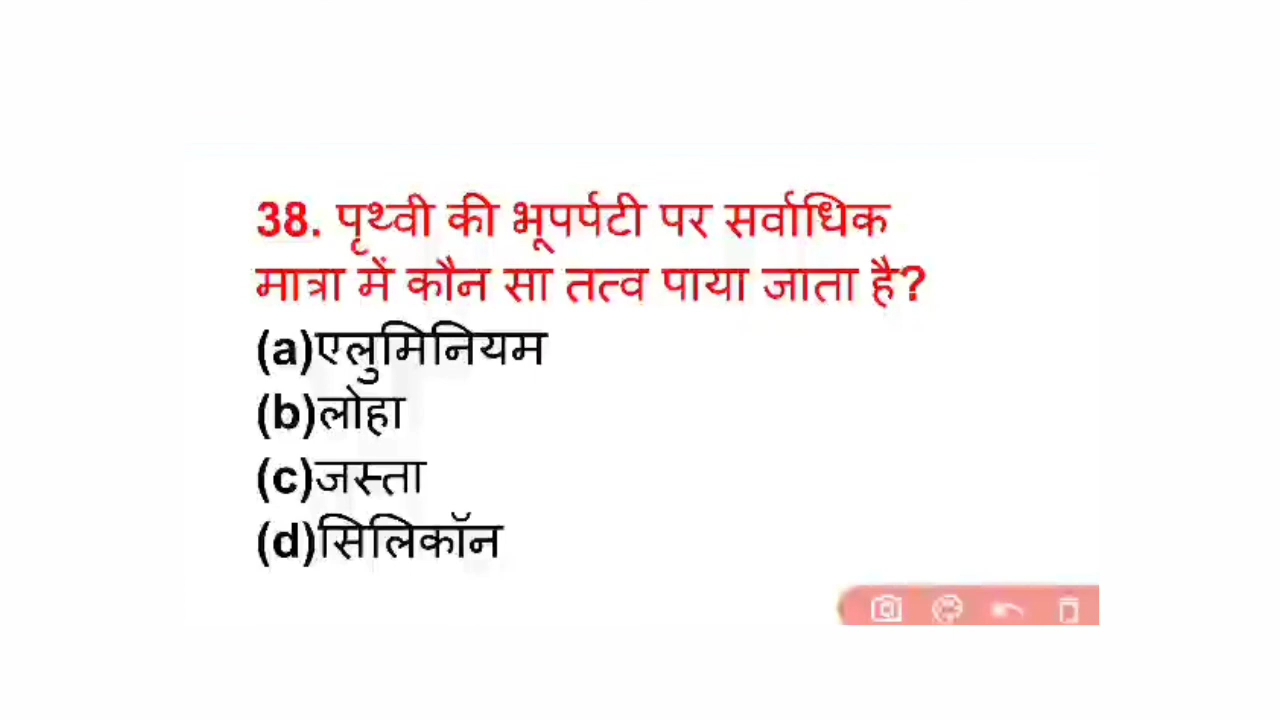 38. पृथ्वी की भूपर्पटी पर सर्वाधिक
मात्रा में कौन सा तत्व पाया जाता है?
(a)एलुमिनियम
(b)लोहा
(c)जस्ता
(d)सिलिकॉन